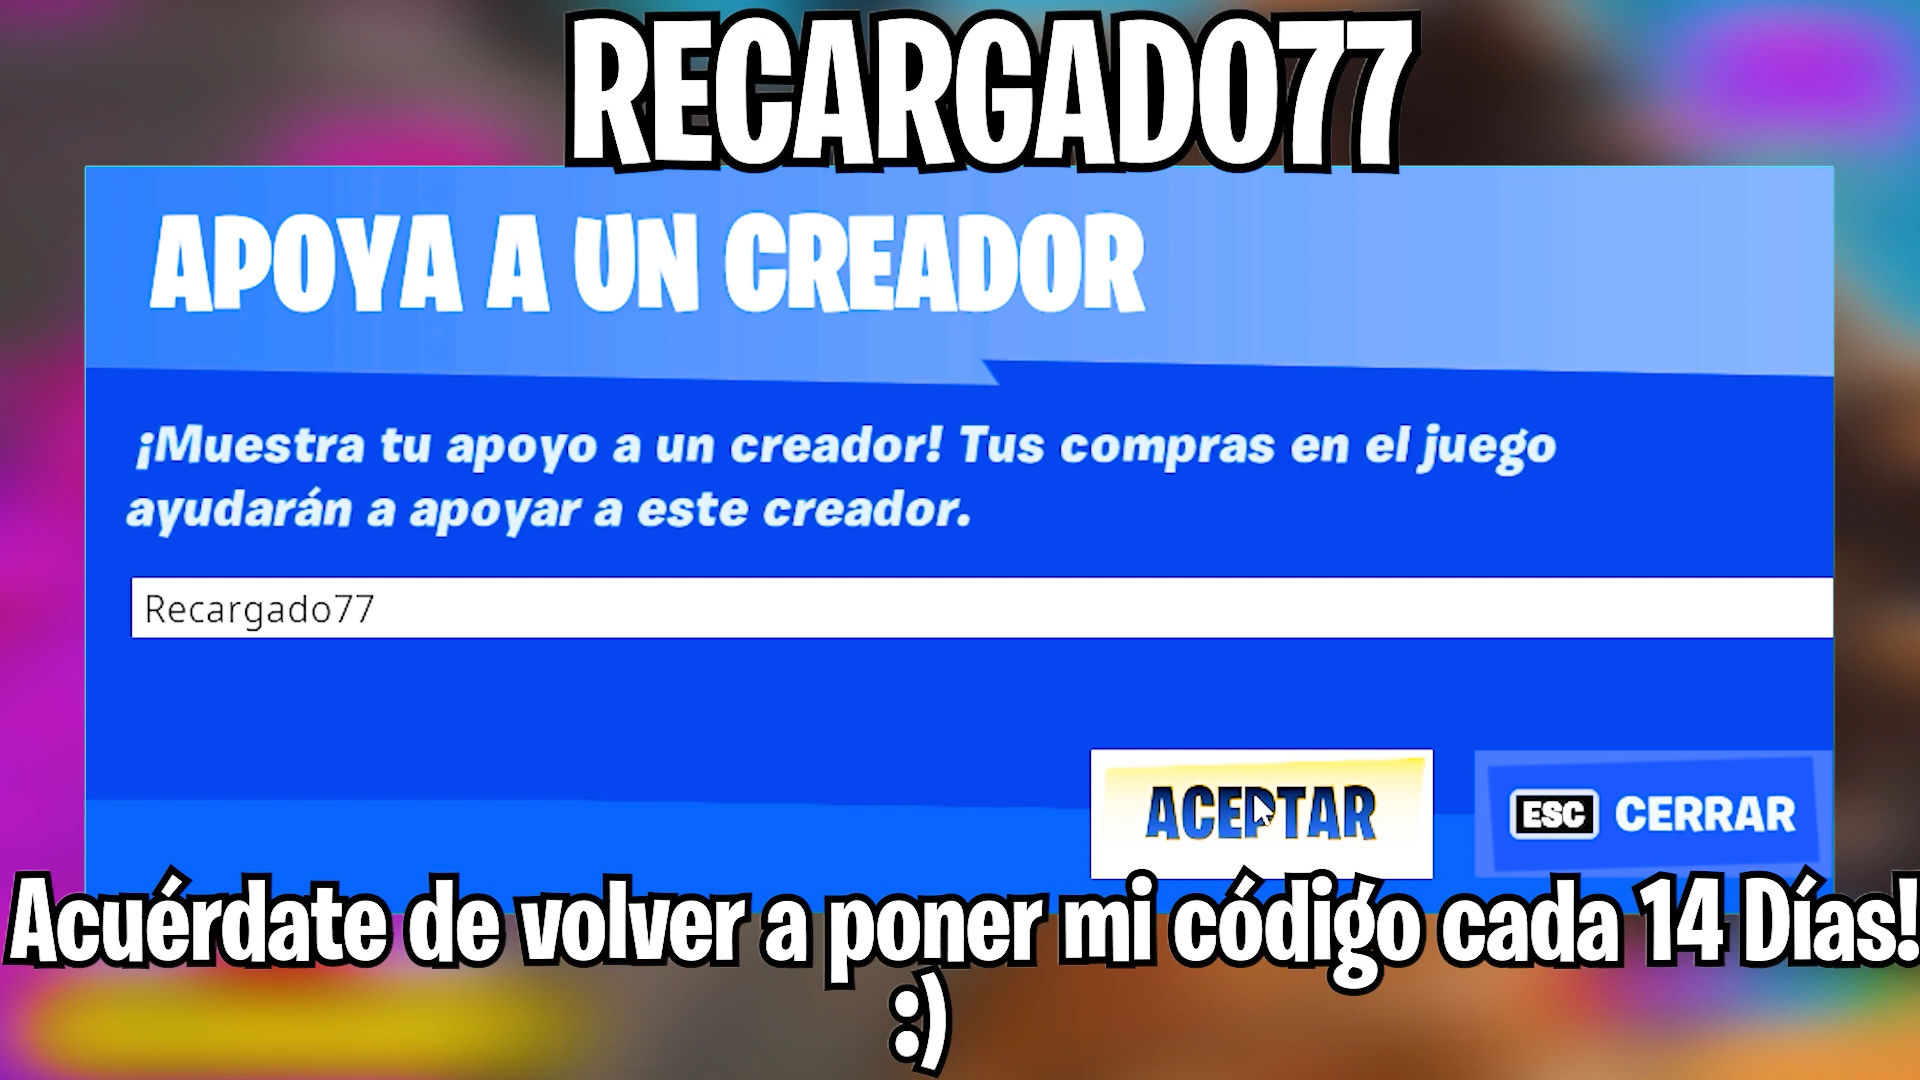 RECARGADO77
APOYA A UN CREADOR
¡Muestra tu apoyo a un creador! Tus compras en el juego
ayudarán a apoyar a este creador.
Recargado77
ACEPTAR
ESC CERRAR
Acuérdate de volver a poner mi código cada 14 Días!
:)